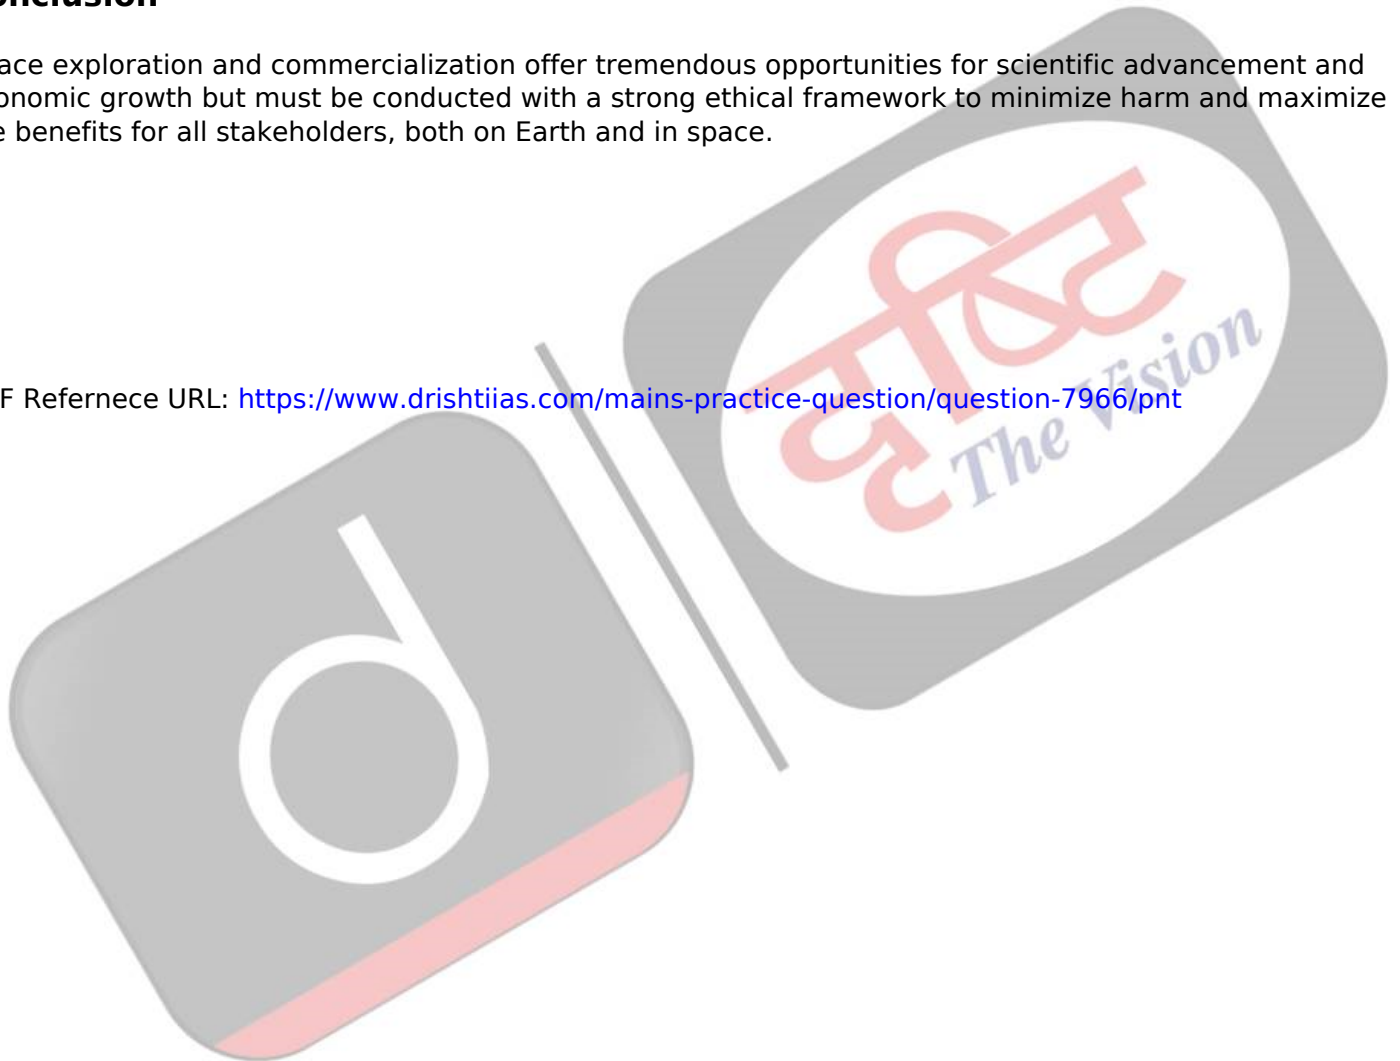 onclusion
ace exploration and commercialization offer tremendous opportunities for scientific advancement and
onomic growth but must be conducted with a strong ethical framework to minimize harm and maximize
e benefits for all stakeholders, both on Earth and in space.
F Refernece URL: https://www.drishtiias.com/mains-practice-question/question-7966/pnt
दृष्टि
The Vision
d